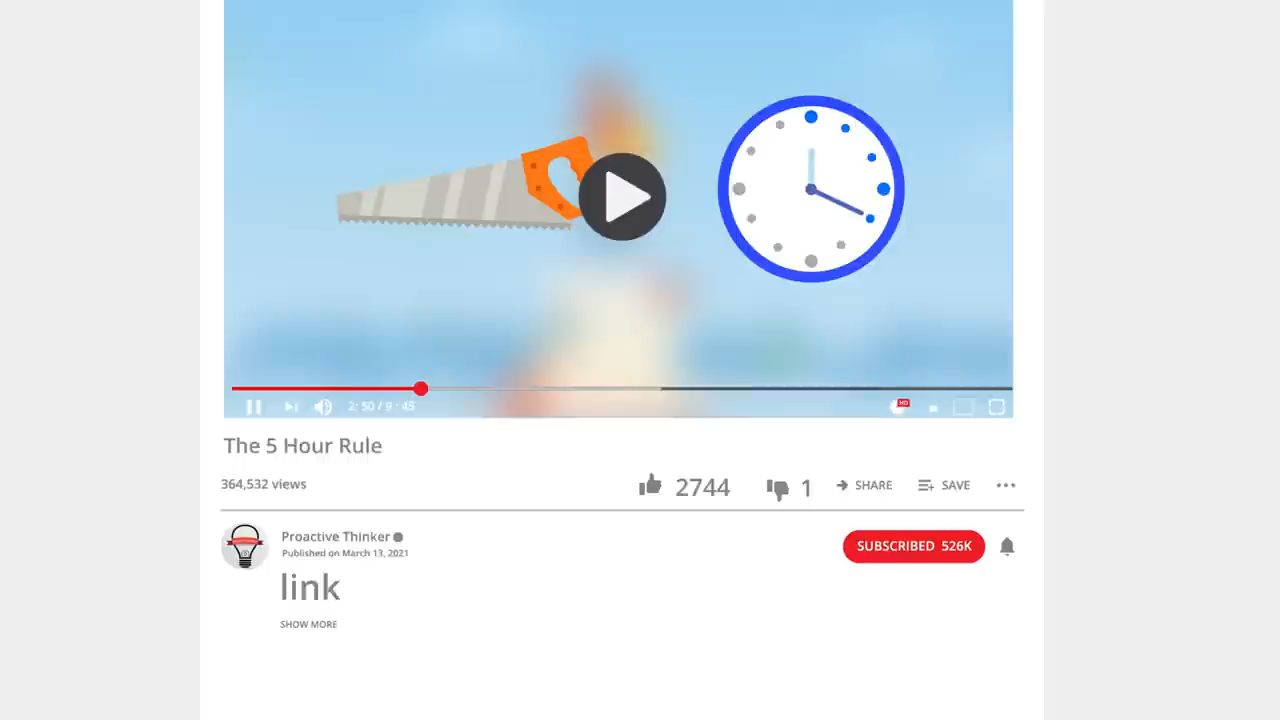 HD
2:50 / 9:45
The 5 Hour Rule
364,532 views
2744
1
SHARE
SAVE
Proactive Thinker
Published on March 13, 2021
SUBSCRIBED 526K
link
SHOW MORE